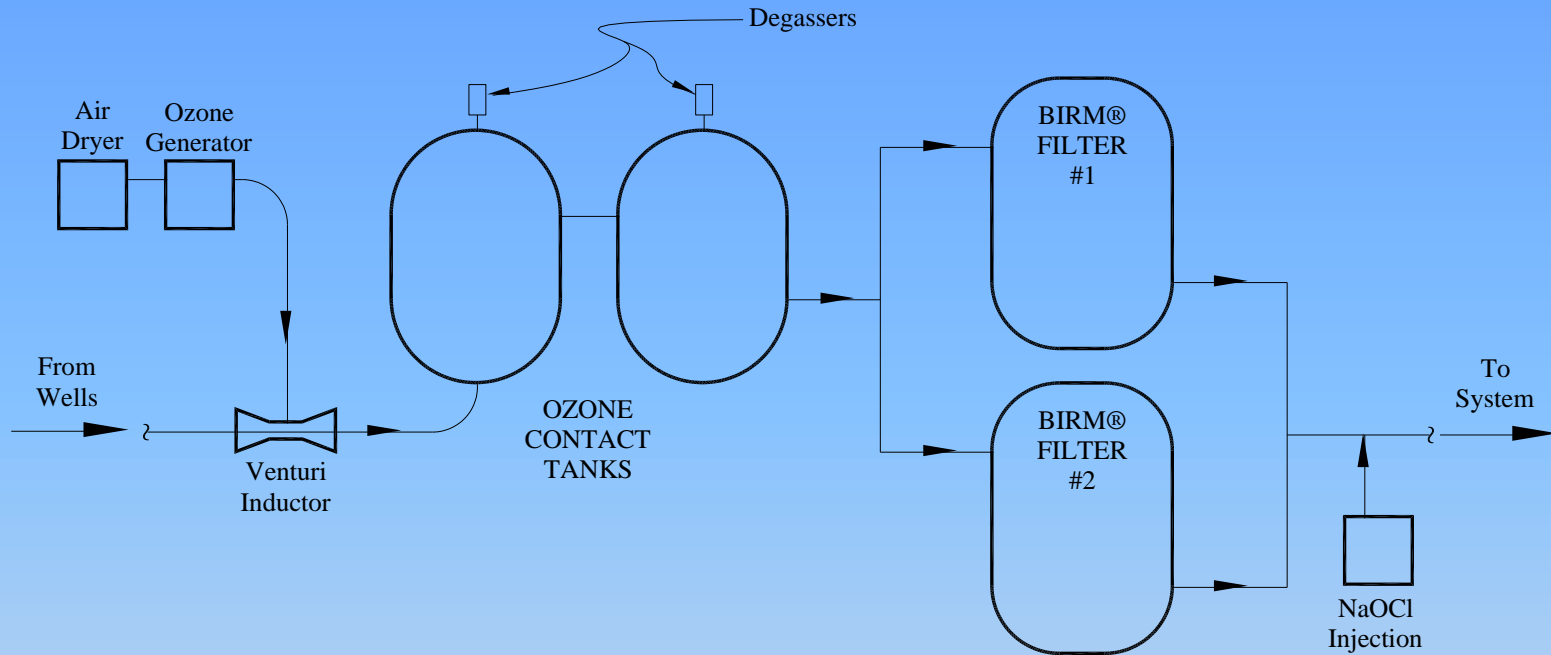 Degassers
Air
Dryer
Ozone
Generator
BIRM®
FILTER
#1
From
Wells
Venturi
Inductor
OZONE
CONTACT
TANKS
BIRM®
FILTER
#2
To
System
NaOCl
Injection